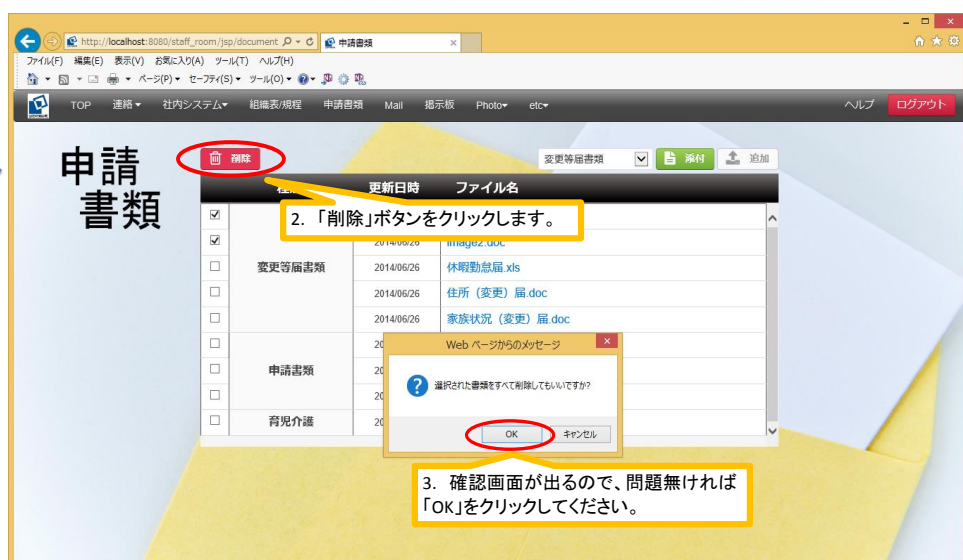 http://localhost:8080/staff_room/jsp/document
申請書類
ファイル(F) 編集(E) 表示(V) お気に入り(A) ツール(T) ヘルプ(H)
ページ(P) セーフティ(S) ツール(O)
TOP 連絡 社内システム 組織表/規程 申請書類 Mail 掲示板 Photo etc ヘルプ ログアウト
申請
書類
削除
変更等届書類 添付 追加
更新日時 ファイル名
2. 「削除」ボタンをクリックします。
2014/06/26 image2.doc
変更等届書類 2014/06/26 休暇勤怠届.xls
2014/06/26 住所（変更）届.doc
2014/06/26 家族状況（変更）届.doc
Web ページからのメッセージ
申請書類
選択された書類をすべて削除してもいいですか?
育児介護
OK キャンセル
3. 確認画面が出るので、問題無ければ
「OK」をクリックしてください。